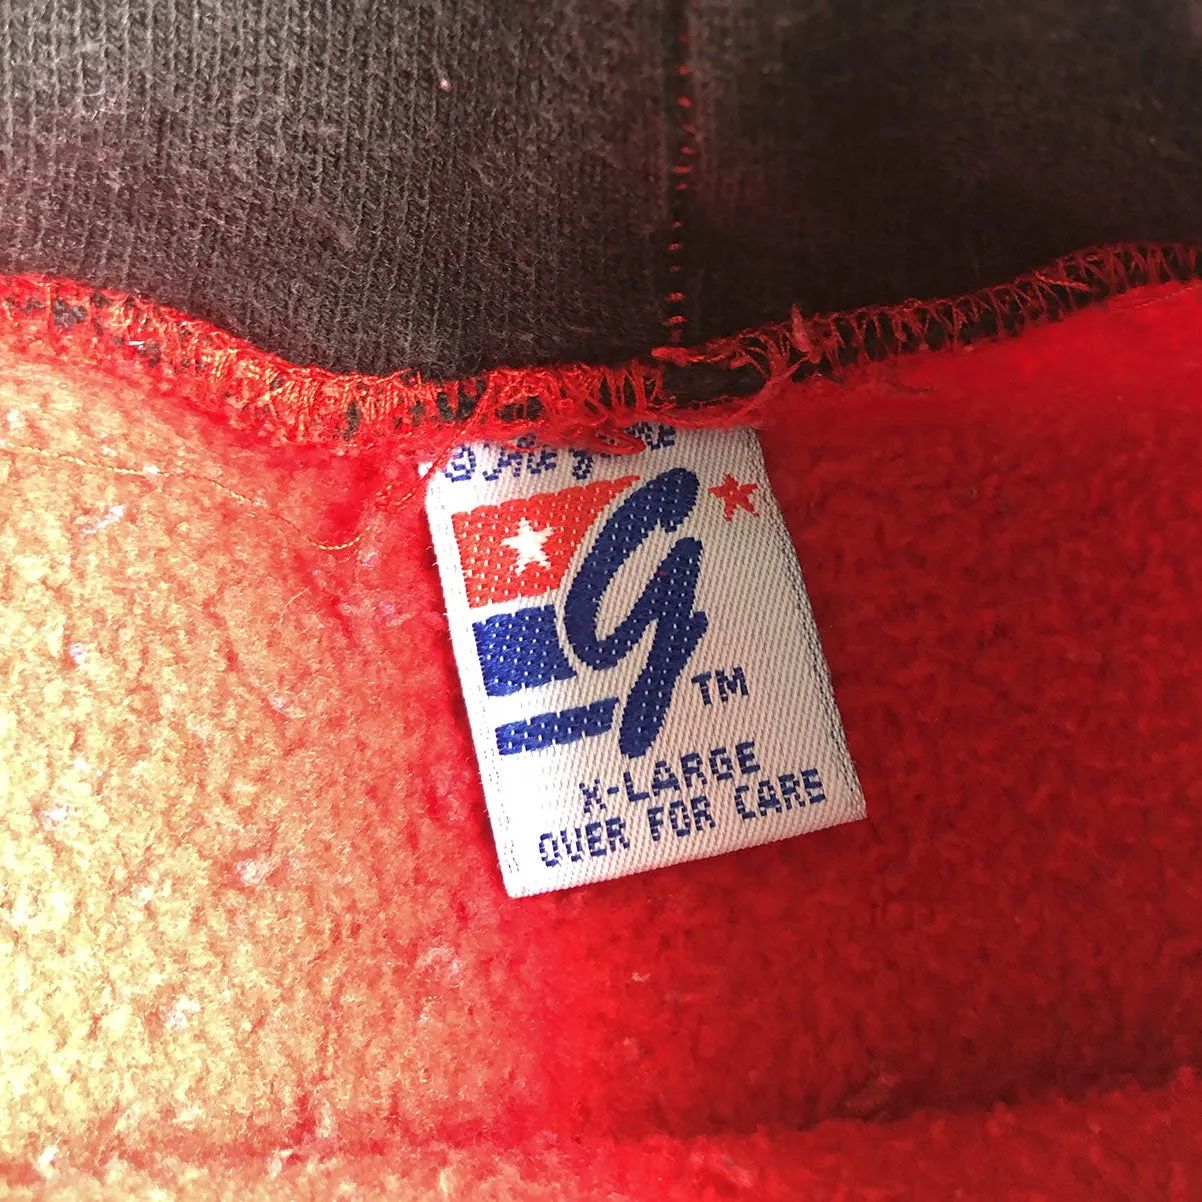 g
TM
X-LARGE
OVER FOR CARE